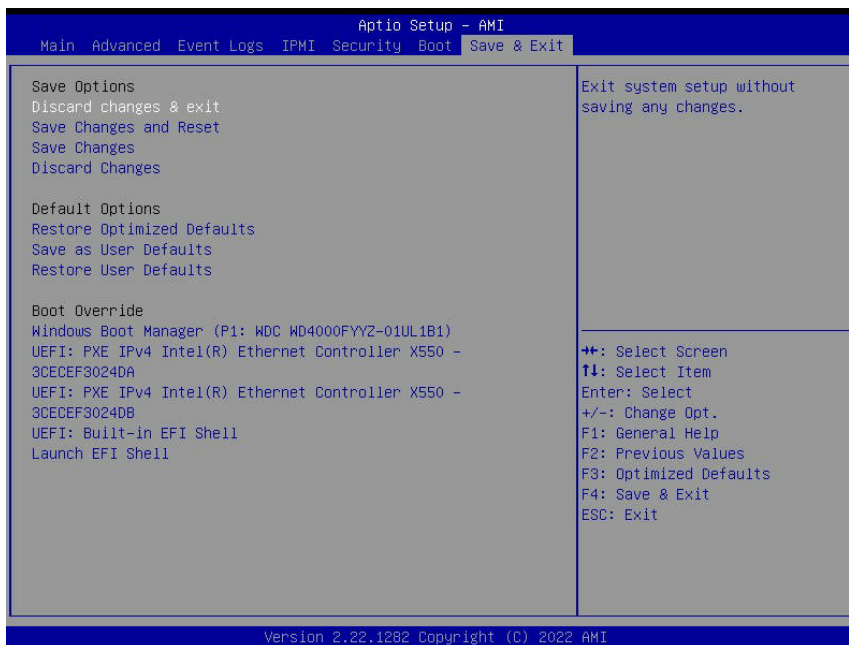 Aptio Setup – AMI
Main Advanced Event Logs IPMI Security Boot Save & Exit
Save Options
Discard changes & exit
Save Changes and Reset
Save Changes
Discard Changes
Default Options
Restore Optimized Defaults
Save as User Defaults
Restore User Defaults
Boot Override
Windows Boot Manager (P1: WDC WD4000FYYZ-01UL1B1)
UEFI: PXE IPv4 Intel(R) Ethernet Controller X550 –
3CECEF3024DA
UEFI: PXE IPv4 Intel(R) Ethernet Controller X550 –
3CECEF3024DB
UEFI: Built-in EFI Shell
Launch EFI Shell
Exit system setup without
saving any changes.
→←: Select Screen
↑↓: Select Item
Enter: Select
+/-: Change Opt.
F1: General Help
F2: Previous Values
F3: Optimized Defaults
F4: Save & Exit
ESC: Exit
Version 2.22.1282 Copyright (C) 2022 AMI